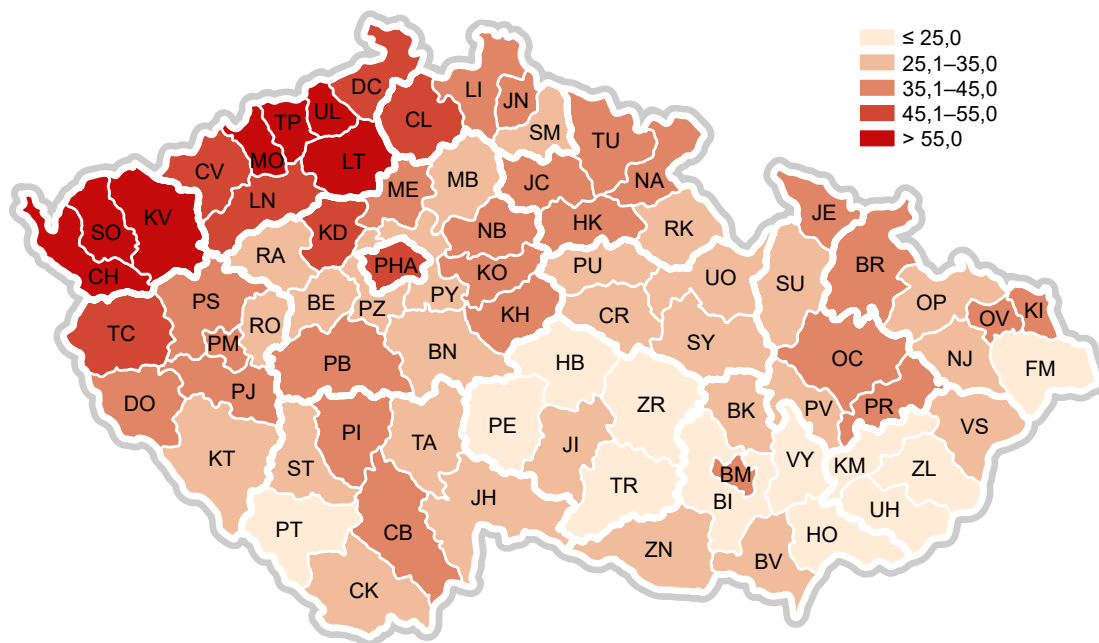 ≤ 25,0
25,1–35,0
35,1–45,0
45,1–55,0
> 55,0
DC
LI
JN
UL
TP
CL
SM
TU
MO
LT
CV
MB
JC
NA
ME
LN
KV
SO
NB
HK
RK
JE
KD
RA
PHA
KO
PU
UO
SU
BR
CH
PS
BE
PZ
PY
OP
OV
KI
RO
KH
CR
TC
PM
BN
SY
OC
NJ
PB
HB
FM
PJ
DO
ZR
BK
PV
PR
PE
VS
PI
TA
KT
ST
JI
VY
KM
ZL
BM
TR
BI
JH
UH
PT
CB
HO
ZN
BV
CK